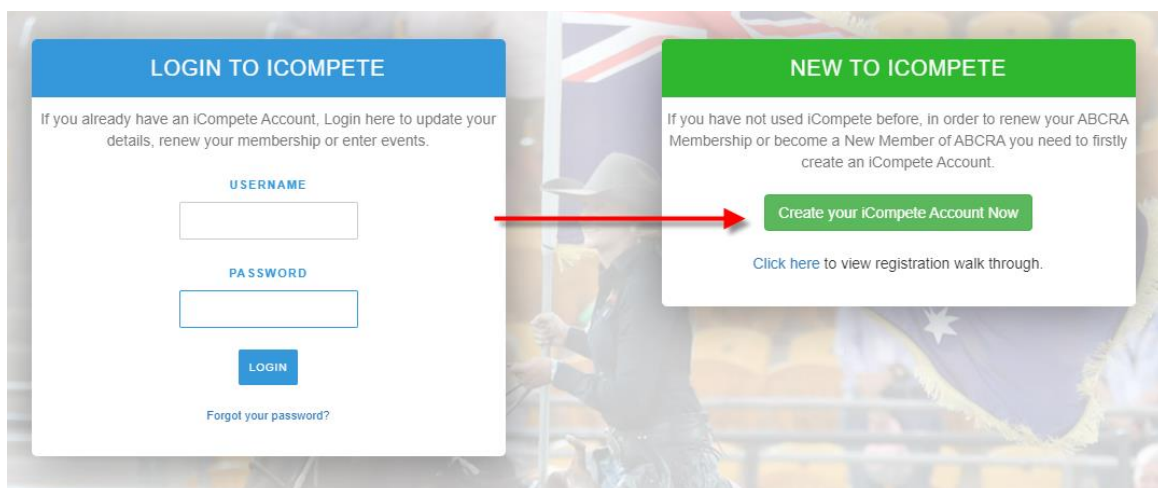 LOGIN TO ICOMPETE
If you already have an iCompete Account, Login here to update your
details, renew your membership or enter events.
USERNAME
PASSWORD
LOGIN
Forgot your password?
NEW TO ICOMPETE
If you have not used iCompete before, in order to renew your ABCRA
Membership or become a New Member of ABCRA you need to firstly
create an iCompete Account.
Create your iCompete Account Now
Click here to view registration walk through.